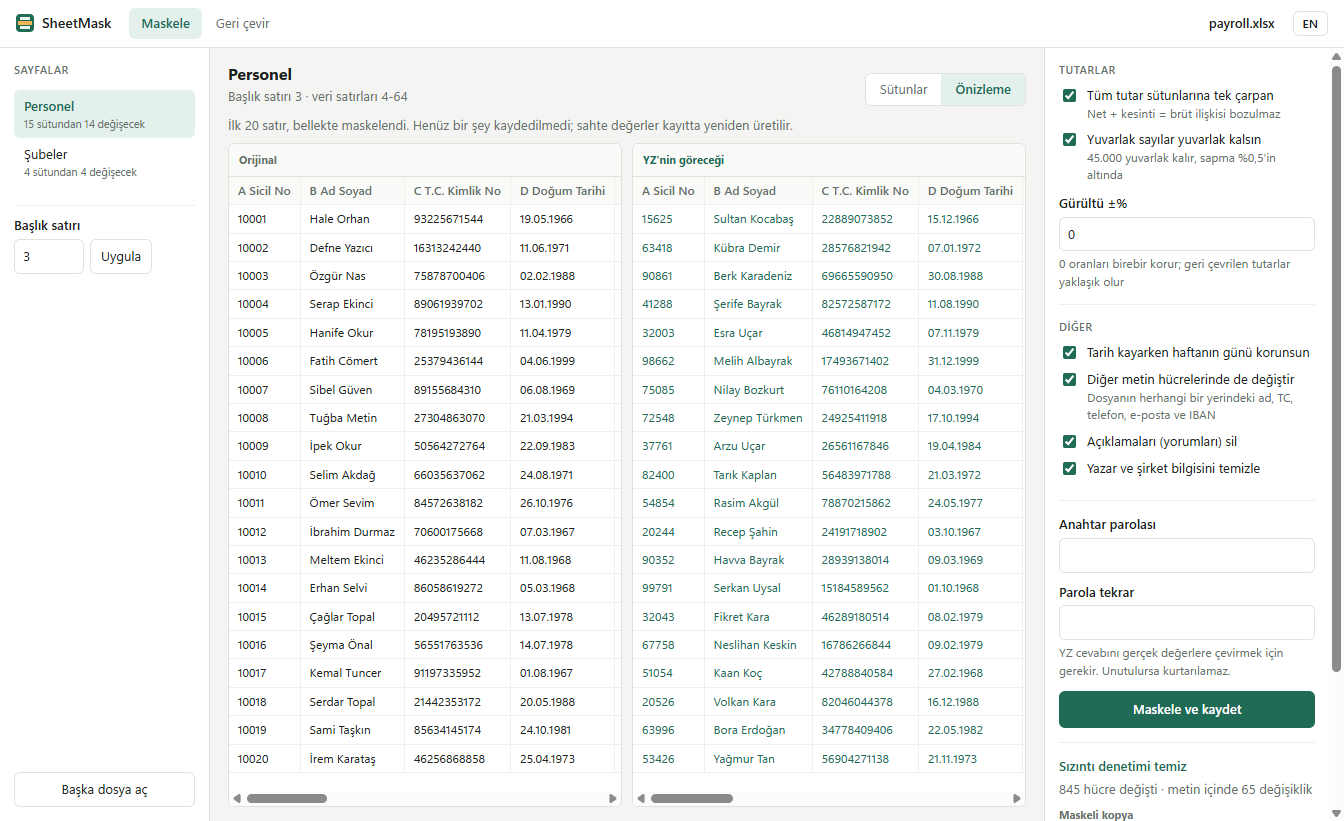 SheetMask
Maskele
Geri çevir
payroll.xlsx
EN
SAYFALAR
Personel
15 sütundan 14 değişecek
Şubeler
4 sütundan 4 değişecek
Başlık satırı
3
Uygula
Başka dosya aç
Personel
Başlık satırı 3 · veri satırları 4-64
Sütunlar
Önizleme
İlk 20 satır, bellekte maskelendi. Henüz bir şey kaydedilmedi; sahte değerler kayıtta yeniden üretilir.
Orijinal
A Sicil No B Ad Soyad C T.C. Kimlik No D Doğum Tarihi
10001 Hale Orhan 93225671544 19.05.1966
10002 Defne Yazıcı 16313242440 11.06.1971
10003 Özgür Nas 75878700406 02.02.1988
10004 Serap Ekinci 89061939702 13.01.1990
10005 Hanife Okur 78195193890 11.04.1979
10006 Fatih Cömert 25379436144 04.06.1999
10007 Sibel Güven 89155684310 06.08.1969
10008 Tuğba Metin 27304863070 21.03.1994
10009 İpek Okur 50564272764 22.09.1983
10010 Selim Akdağ 66035637062 24.08.1971
10011 Ömer Sevim 84572638182 26.10.1976
10012 İbrahim Durmaz 70600175668 07.03.1967
10013 Meltem Ekinci 46235286444 11.08.1968
10014 Erhan Selvi 86058619272 05.03.1968
10015 Çağlar Topal 20495721112 13.07.1978
10016 Şeyma Önal 56551763536 14.07.1978
10017 Kemal Tuncer 91197335952 01.08.1967
10018 Serdar Topal 21442353172 20.05.1988
10019 Sami Taşkın 85634145174 24.10.1981
10020 İrem Karataş 46256868858 25.04.1973
YZ'nin göreceği
A Sicil No B Ad Soyad C T.C. Kimlik No D Doğum Tarihi
15625 Sultan Kocabaş 22889073852 15.12.1966
63418 Kübra Demir 28576821942 07.01.1972
90861 Berk Karadeniz 69665590950 30.08.1988
41288 Şerife Bayrak 82572587172 11.08.1990
32003 Esra Uçar 46814947452 07.11.1979
98662 Melih Albayrak 17493671402 31.12.1999
75085 Nilay Bozkurt 76110164208 04.03.1970
72548 Zeynep Türkmen 24925411918 17.10.1994
37761 Arzu Uçar 26561167846 19.04.1984
82400 Tarık Kaplan 56483971788 21.03.1972
54854 Rasim Akgül 78870215862 24.05.1977
20244 Recep Şahin 24191718902 03.10.1967
90352 Havva Bayrak 28939138014 09.03.1969
99791 Serkan Uysal 15184589562 01.10.1968
32043 Fikret Kara 46289180514 08.02.1979
67758 Neslihan Keskin 16786266844 09.02.1979
51054 Kaan Koç 42788840584 27.02.1968
20526 Volkan Kara 82046044378 16.12.1988
63996 Bora Erdoğan 34778409406 22.05.1982
53426 Yağmur Tan 56904271138 21.11.1973
TUTARLAR
Tüm tutar sütunlarına tek çarpan
Net + kesinti = brüt ilişkisi bozulmaz
Yuvarlak sayılar yuvarlak kalsın
45.000 yuvarlak kalır, sapma %0,5'in
altında
Gürültü ±%
0
0 oranları birebir korur; geri çevrilen tutarlar
yaklaşık olur
DİĞER
Tarih kayarken haftanın günü korunsun
Diğer metin hücrelerinde de değiştir
Dosyanın herhangi bir yerindeki ad, TC,
telefon, e-posta ve IBAN
Açıklamaları (yorumları) sil
Yazar ve şirket bilgisini temizle
Anahtar parolası
Parola tekrar
YZ cevabını gerçek değerlere çevirmek için
gerekir. Unutulursa kurtarılamaz.
Maskele ve kaydet
Sızıntı denetimi temiz
845 hücre değişti · metin içinde 65 değişiklik
Maskeli kopya